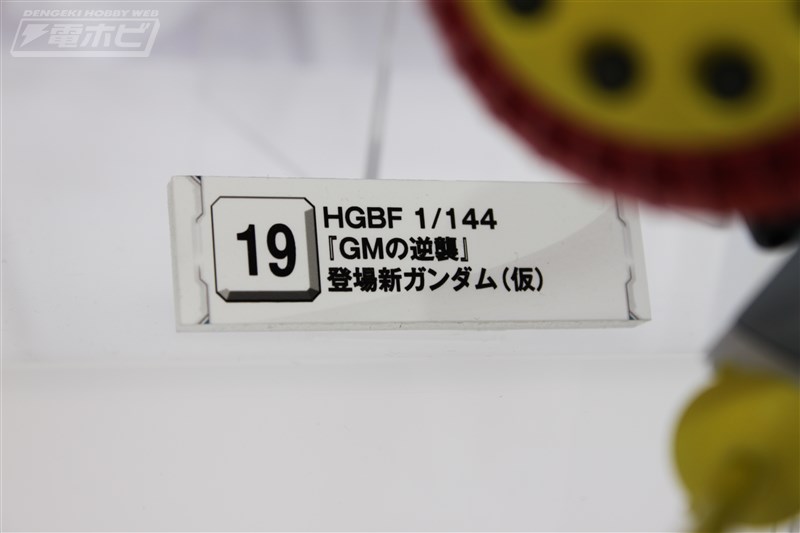 DENGEKI HOBBY WEB
電ホビ
19
HGBF 1/144
『GMの逆襲』
登場新ガンダム(仮)